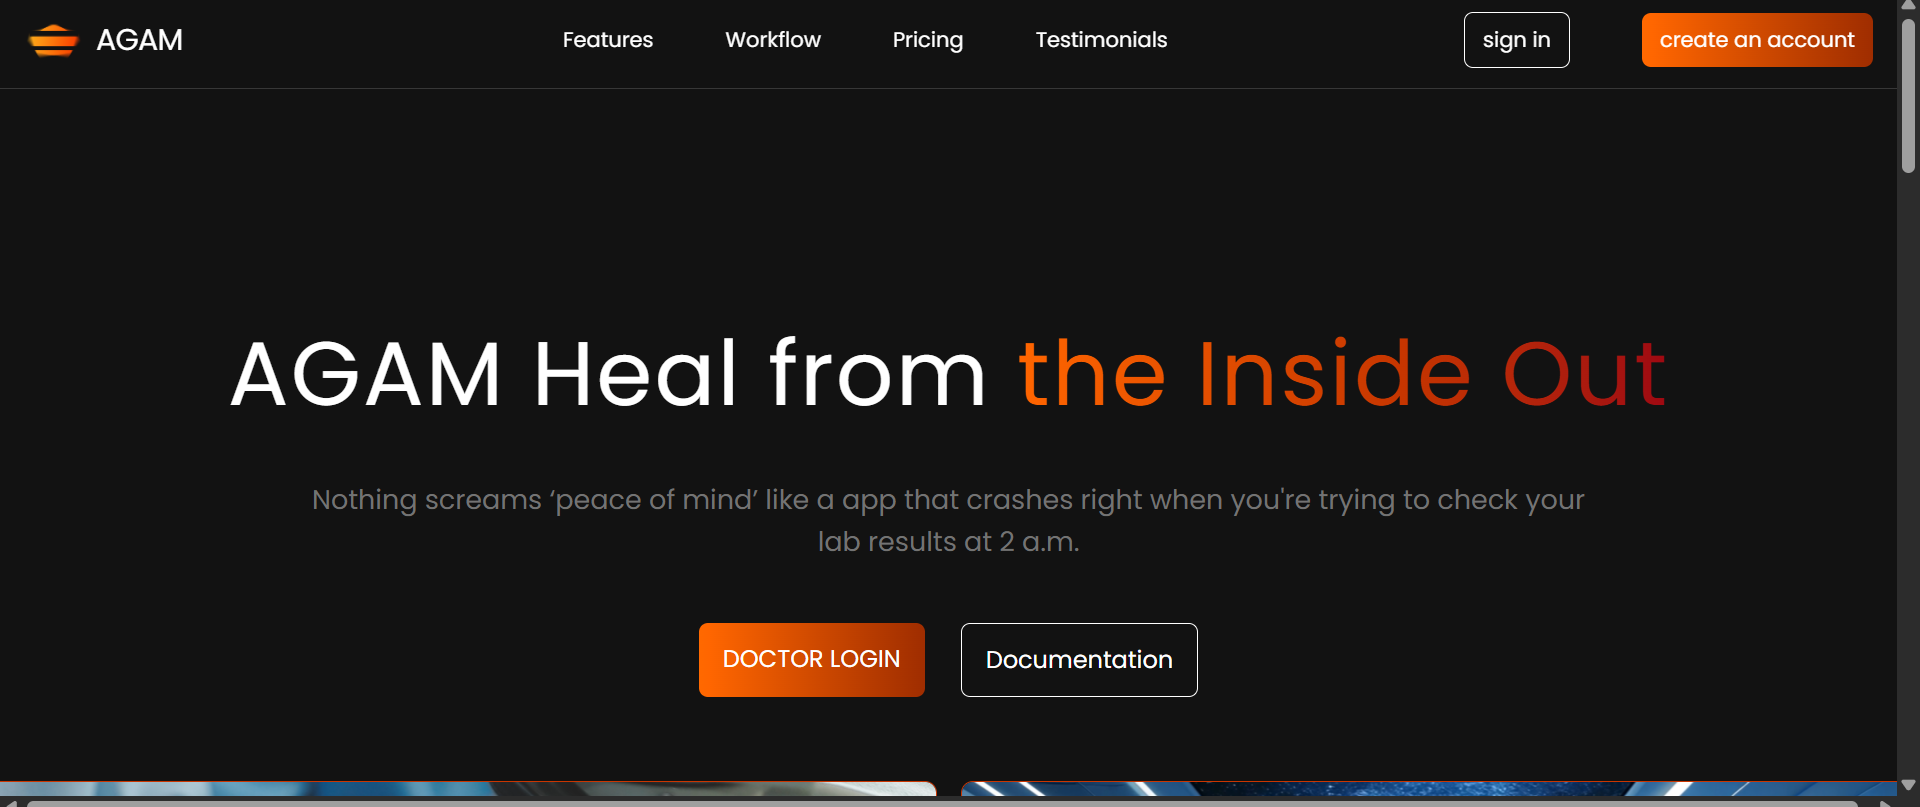 AGAM
Features
Workflow
Pricing
Testimonials
sign in
create an account
AGAM Heal from the Inside Out
Nothing screams ‘peace of mind’ like a app that crashes right when you're trying to check your
lab results at 2 a.m.
DOCTOR LOGIN
Documentation